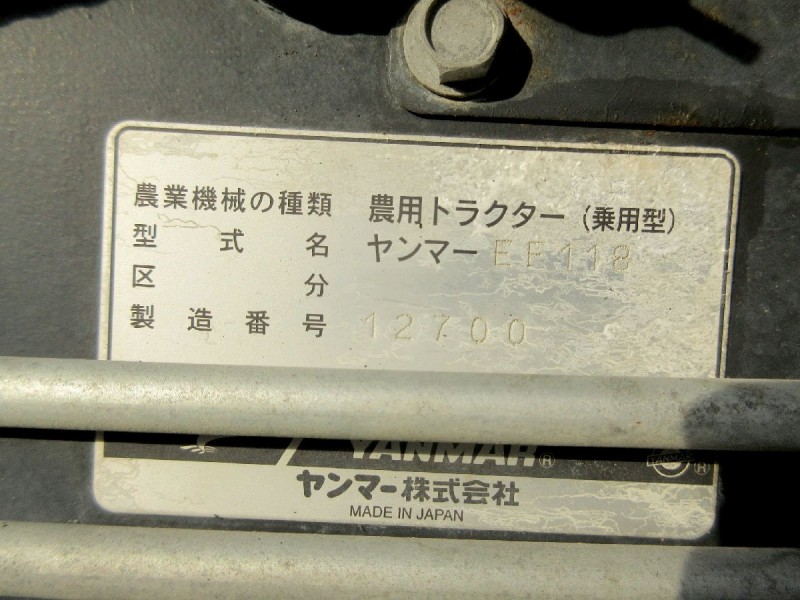 農業機械の種類 農用トラクター (乗用型)
型式名 ヤンマー EF118
区分
製造番号 12700
YANMAR®
ヤンマー株式会社
MADE IN JAPAN